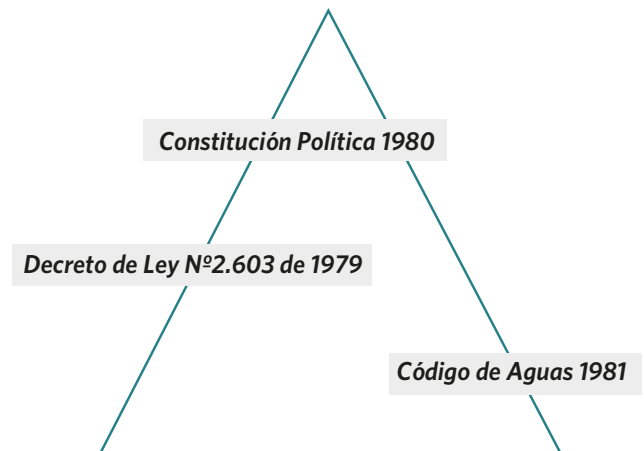 Constitución Política 1980
Decreto de Ley Nº2.603 de 1979
Código de Aguas 1981